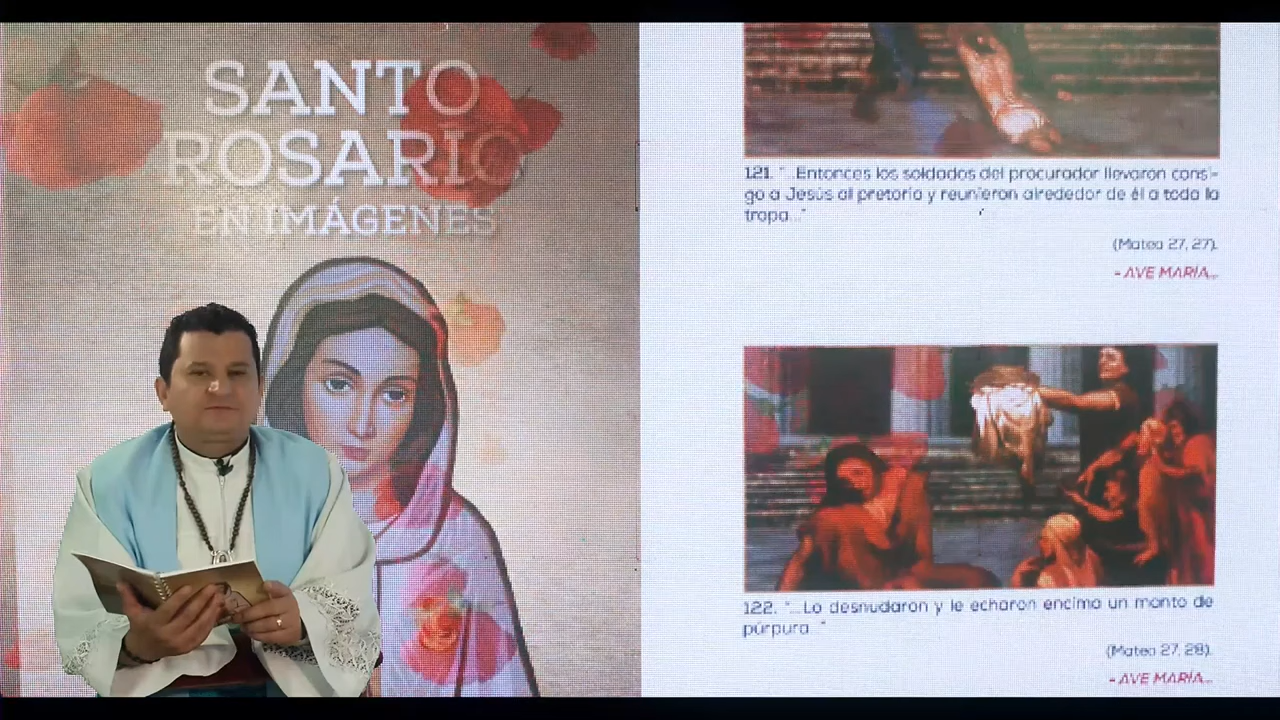 SANTO
ROSARIO
EN IMÁGENES
121. "...Entonces los soldados del procurador llevaron consi-
go a Jesús al pretorio y reunieron alrededor de él a toda la
tropa..."
(Mateo 27, 27).
- AVE MARÍA...
122. "...Lo desnudaron y le echaron encima un manto de
púrpura..."
(Mateo 27, 28).
- AVE MARÍA...